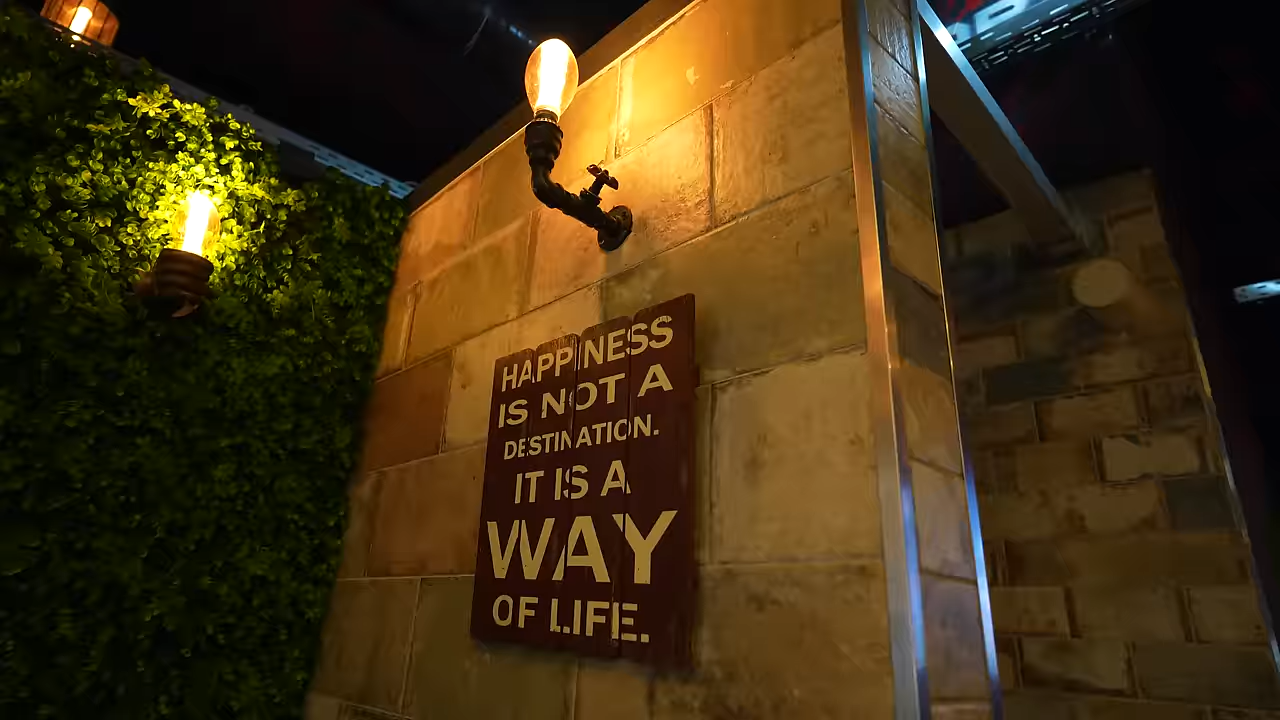 HAPPINESS
IS NOT A
DESTINATION.
IT IS A
WAY
OF LIFE.